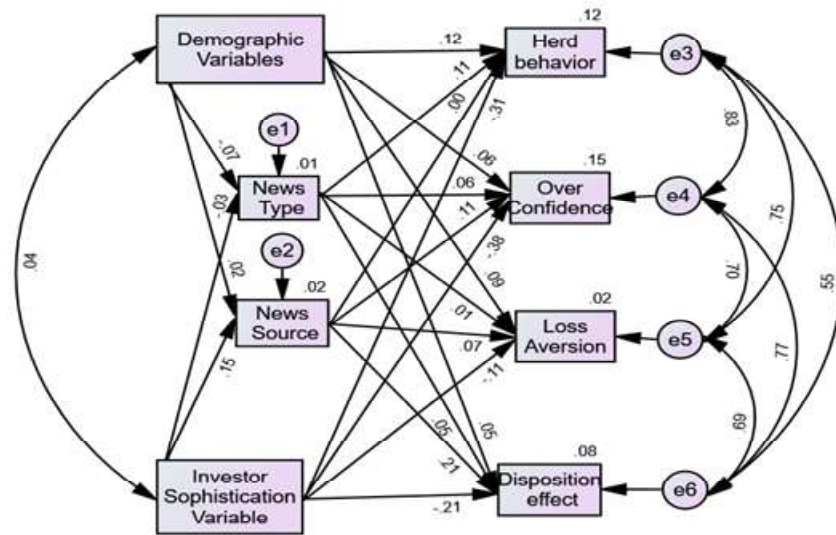 .12
Demographic
Variables
.12
Herd
behavior
e3
.11
.00
-.31
e1
-.07
.01
.06
.83
.15
News
Type
.06
Over
Confidence
e4
-.03
e2
.11
-.38
.75
.04
.02
.02
.09
.70
.55
News
Source
.01
.02
Loss
Aversion
e5
.07
.77
.15
-.11
.69
.05
.05
.21
.08
Investor
Sophistication
Variable
-.21
Disposition
effect
e6